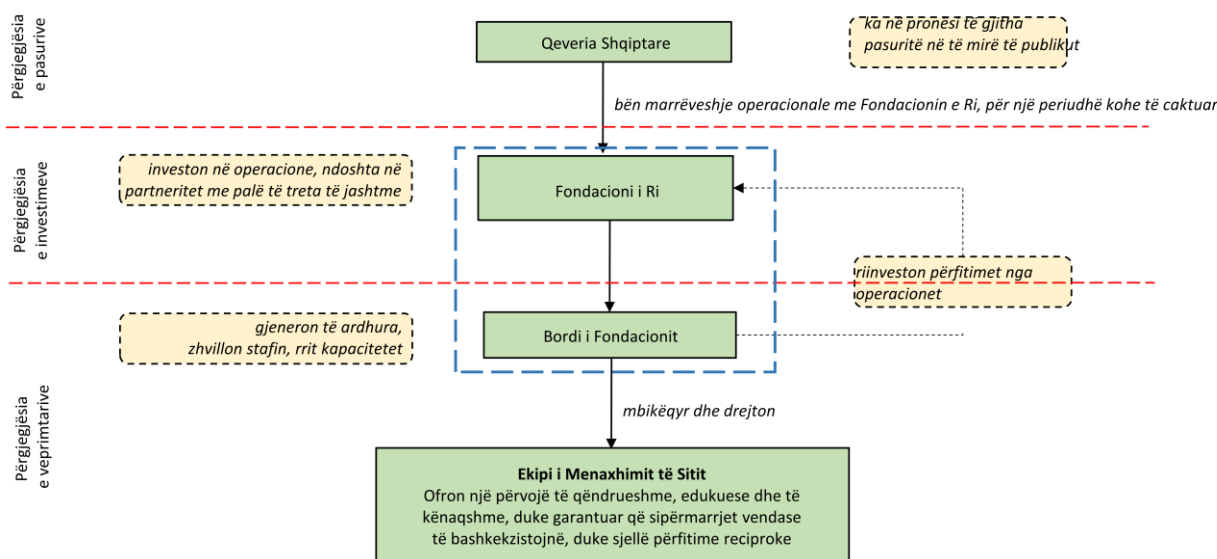 Përgjegjësia
e pasurive
Qeveria Shqiptare
ka në pronësi të gjitha
pasuritë në të mirë të publikut
bën marrëveshje operacionale me Fondacionin e Ri, për një periudhë kohe të caktuar
Përgjegjësia
e investimeve
investon në operacione, ndoshta në
partneritet me palë të treta të jashtme
Fondacioni i Ri
riinveston përfitimet nga
operacionet
gjeneron të ardhura,
zhvillon stafin, rrit kapacitetet
Bordi i Fondacionit
Përgjegjësia
e veprimtarive
mbikëqyr dhe drejton
Ekipi i Menaxhimit të Sitit
Ofron një përvojë të qëndrueshme, edukuese dhe të
kënaqshme, duke garantuar që sipërmarrjet vendase
të bashkekzistojnë, duke sjellë përfitime reciproke